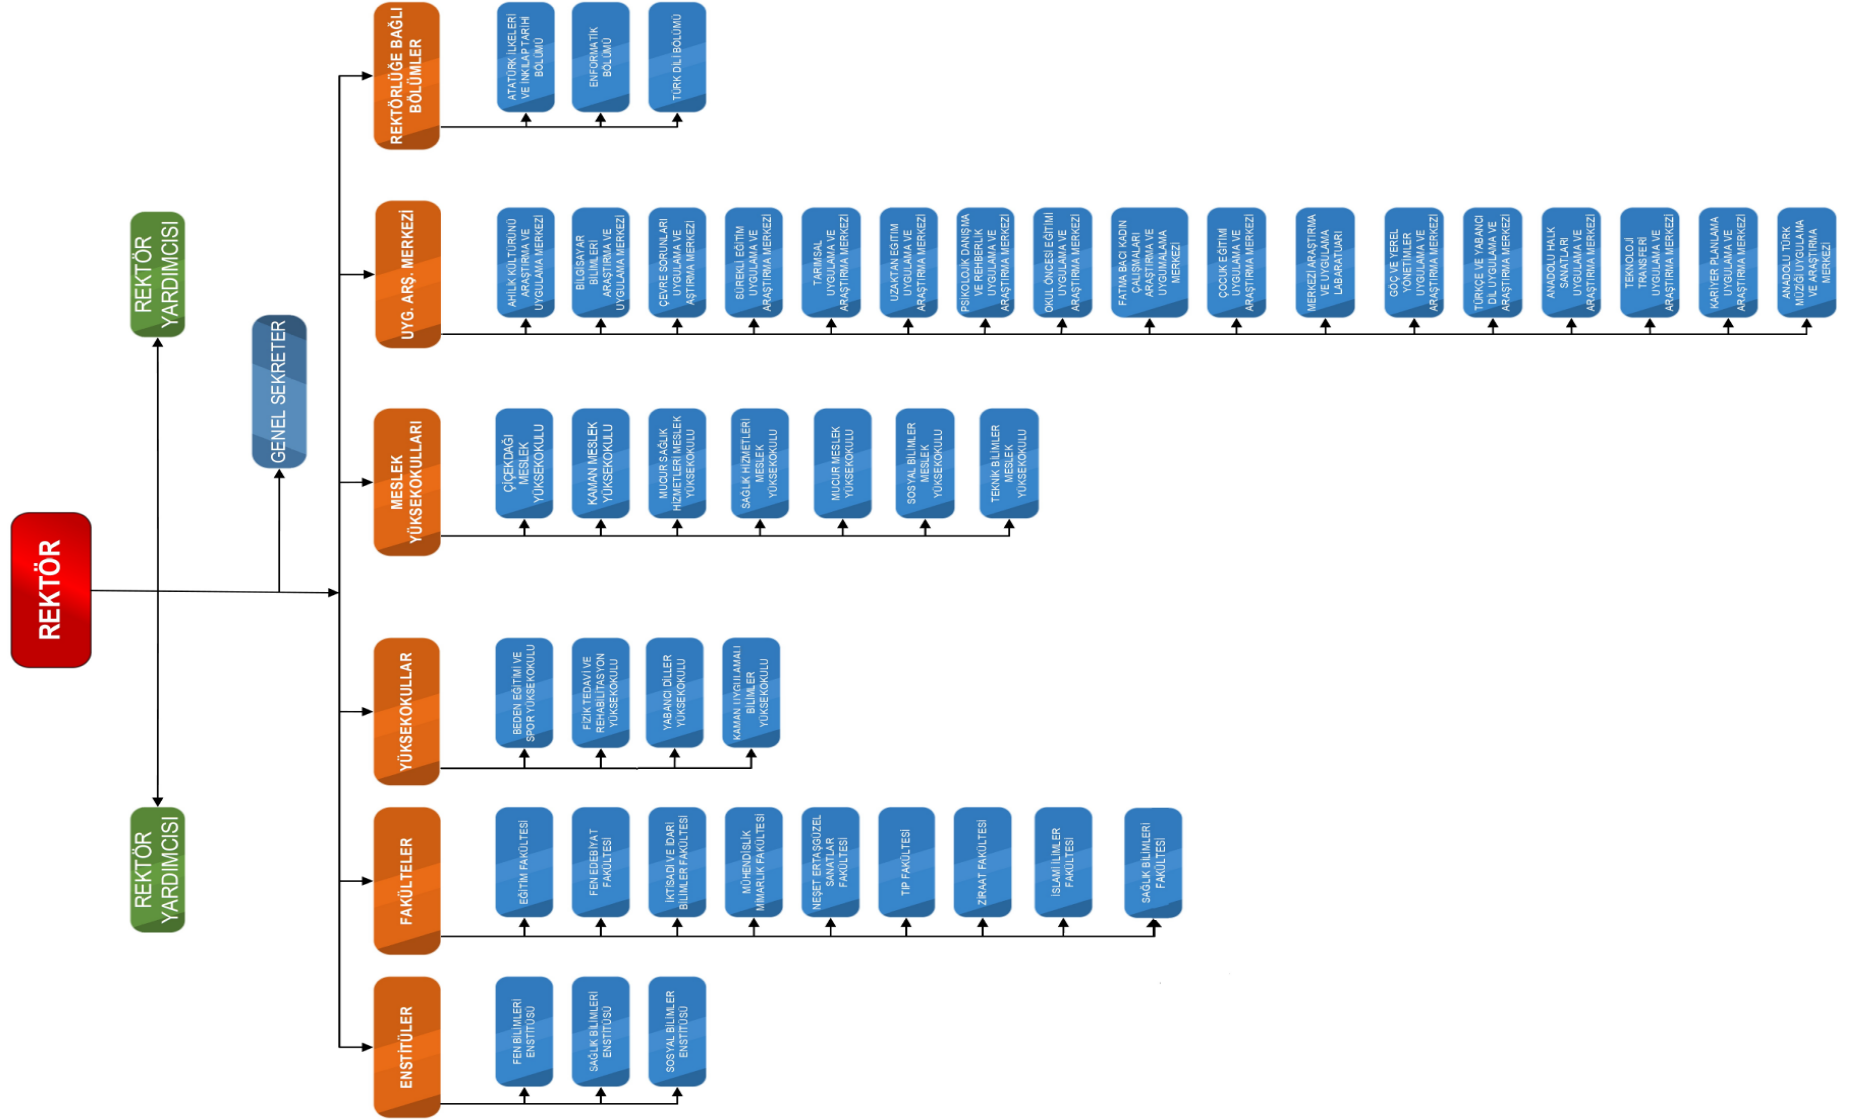 REKTÖR
REKTÖR
YARDIMCISI
REKTÖR
YARDIMCISI
GENEL SEKRETER
ENSTİTÜLER
FEN BİLİMLERİ
ENSTİTÜSÜ
SAĞLIK BİLİMLERİ
ENSTİTÜSÜ
SOSYAL BİLİMLER
ENSTİTÜSÜ
FAKÜLTELER
EĞİTİM FAKÜLTESİ
FEN EDEBİYAT
FAKÜLTESİ
İKTİSADİ VE İDARİ
BİLİMLER FAKÜLTESİ
MÜHENDİSLİK
MİMARLIK FAKÜLTESİ
NEŞET ERTAŞGÜZEL
SANATLAR
FAKÜLTESİ
TIP FAKÜLTESİ
ZİRAAT FAKÜLTESİ
İSLAMİ İLİMLER
FAKÜLTESİ
SAĞLIK BİLİMLERİ
FAKÜLTESİ
YÜKSEKOKULLAR
BEDEN EĞİTİMİ VE
SPOR YÜKSEKOKULU
FİZİK TEDAVİ VE
REHABİLİTASYON
YÜKSEKOKULU
YABANCI DİLLER
YÜKSEKOKULU
KAMAN UYGULAMALI
BİLİMLER
YÜKSEKOKULU
MESLEK
YÜKSEKOKULLARI
ÇİÇEKDAĞI
MESLEK
YÜKSEKOKULU
KAMAN MESLEK
YÜKSEKOKULU
MUCUR SAĞLIK
HİZMETLERİ MESLEK
YÜKSEKOKULU
SAĞLIK HİZMETLERİ
MESLEK
YÜKSEKOKULU
MUCUR MESLEK
YÜKSEKOKULU
SOSYAL BİLİMLER
MESLEK
YÜKSEKOKULU
TEKNİK BİLİMLER
MESLEK
YÜKSEKOKULU
UYG. ARŞ. MERKEZİ
AHİLİK KÜLTÜRÜNÜ
ARAŞTIRMA VE
UYGULAMA MERKEZİ
BİLGİSAYAR
BİLİMLERİ
ARAŞTIRMA VE
UYGULAMA MERKEZİ
ÇEVRE SORUNLARI
UYGULAMA VE
AŞTIRMA MERKEZİ
SÜREKLİ EĞİTİM
UYGULAMA VE
ARAŞTIRMA MERKEZİ
TARIMSAL
UYGULAMA VE
ARAŞTIRMA MERKEZİ
UZAKTAN EĞİTİM
UYGULAMA VE
ARAŞTIRMA MERKEZİ
PSİKOLOJİK DANIŞMA
VE REHBERLİK
UYGULAMA VE
ARAŞTIRMA MERKEZİ
OKUL ÖNCESİ EĞİTİMİ
UYGULAMA VE
ARAŞTIRMA MERKEZİ
FATMA BACI KADIN
ÇALIŞMALARI
ARAŞTIRMA VE
UYGUMALAMA
MERKEZİ
ÇOCUK EĞİTİMİ
UYGULAMA VE
ARAŞTIRMA MERKEZİ
MERKEZİ ARAŞTIRMA
VE UYGULAMA
LABARATUARI
GÖÇ VE YEREL
YÖNETİMLER
UYGULAMA VE
ARAŞTIRMA MERKEZİ
TÜRKÇE VE YABANCI
DİL UYGULAMA VE
ARAŞTIRMA MERKEZİ
ANADOLU HALK
SANATLARI
UYGULAMA VE
ARAŞTIRMA MERKEZİ
TEKNOLOJİ
TRANSFERİ
UYGULAMA VE
ARAŞTIRMA MERKEZİ
KARİYER PLANLAMA
UYGULAMA VE
ARAŞTIRMA MERKEZİ
ANADOLU TÜRK
MÜZİĞİ UYGULAMA
VE ARAŞTIRMA
MERKEZİ
REKTÖRLÜĞE BAĞLI
BÖLÜMLER
ATATÜRK İLKELERİ
VE İNKILAP TARİHİ
BÖLÜMÜ
ENFORMATİK
BÖLÜMÜ
TÜRK DİLİ BÖLÜMÜ